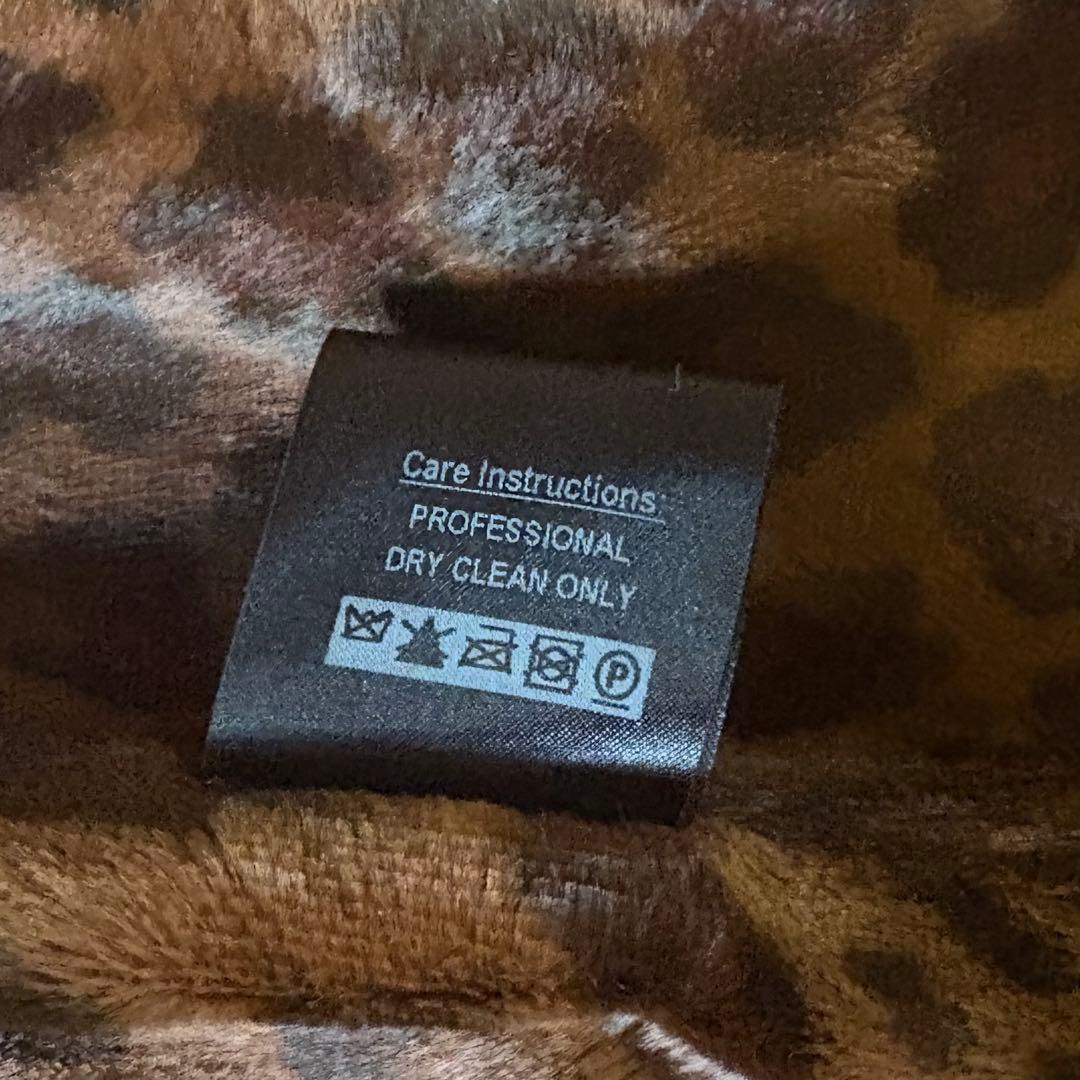 Care Instructions:
PROFESSIONAL
DRY CLEAN ONLY
P